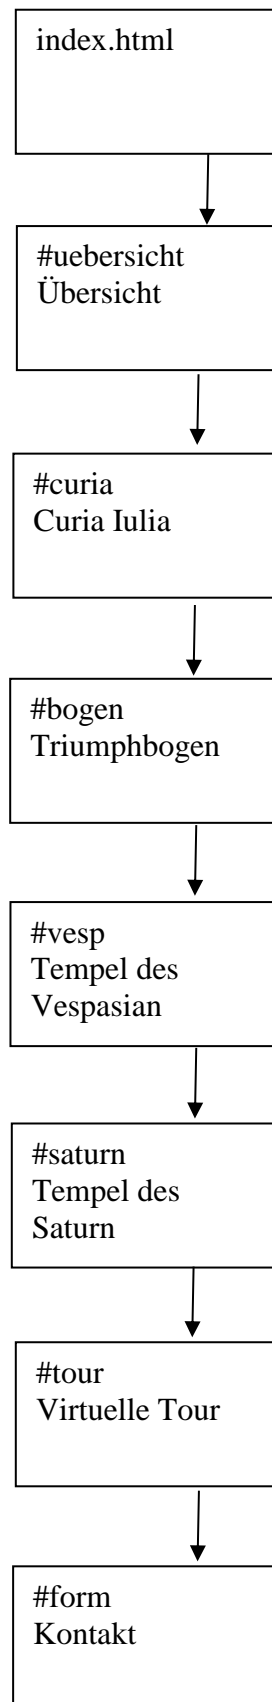 index.html
#uebersicht
Übersicht
#curia
Curia Iulia
#bogen
Triumphbogen
#vesp
Tempel des
Vespasian
#saturn
Tempel des
Saturn
#tour
Virtuelle Tour
#form
Kontakt